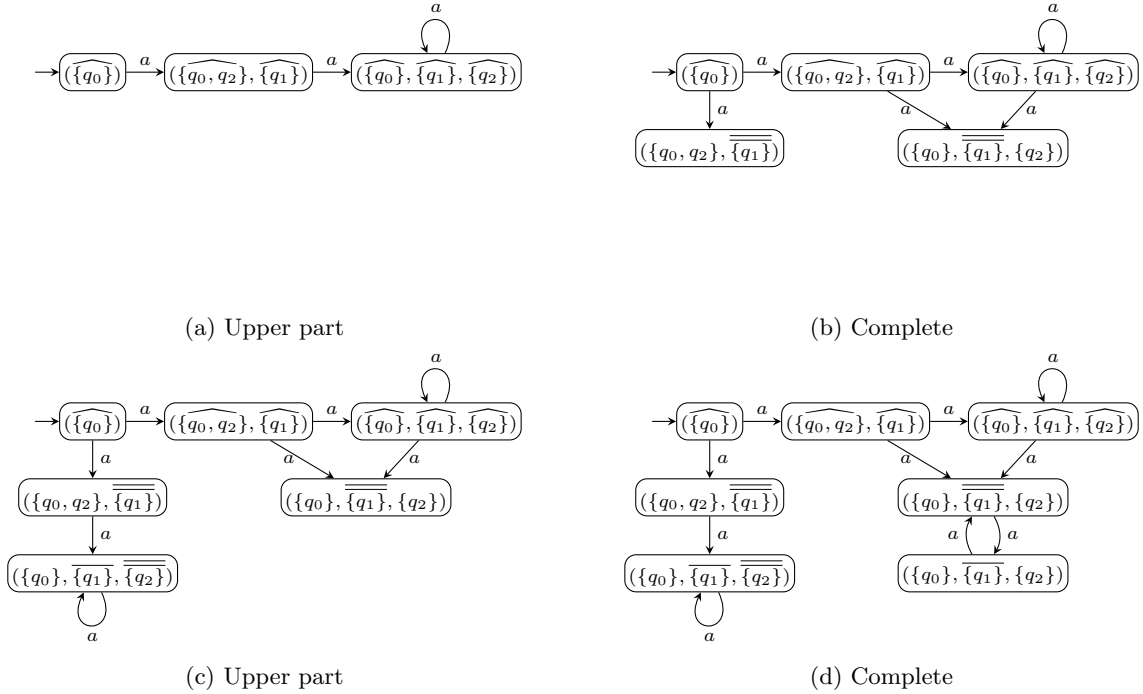 a
a
({q₀}^) a ({q₀, q₂}^, {q₁}^) a ({q₀}^, {q₁}^, {q₂}^)
({q₀}^) a ({q₀, q₂}^, {q₁}^) a ({q₀}^, {q₁}^, {q₂}^)
a a a
({q₀, q₂}, {q₁}) ({q₀}, {q₁}, {q₂})
(a) Upper part
(b) Complete
a
a
({q₀}^) a ({q₀, q₂}^, {q₁}^) a ({q₀}^, {q₁}^, {q₂}^)
({q₀}^) a ({q₀, q₂}^, {q₁}^) a ({q₀}^, {q₁}^, {q₂}^)
a a a
a a a
({q₀, q₂}, {q₁}) ({q₀}, {q₁}, {q₂})
({q₀, q₂}, {q₁}) ({q₀}, {q₁}, {q₂})
a
a a a
({q₀}, {q₁}, {q₂})
({q₀}, {q₁}, {q₂}) ({q₀}, {q₁}, {q₂})
a
a
(c) Upper part
(d) Complete